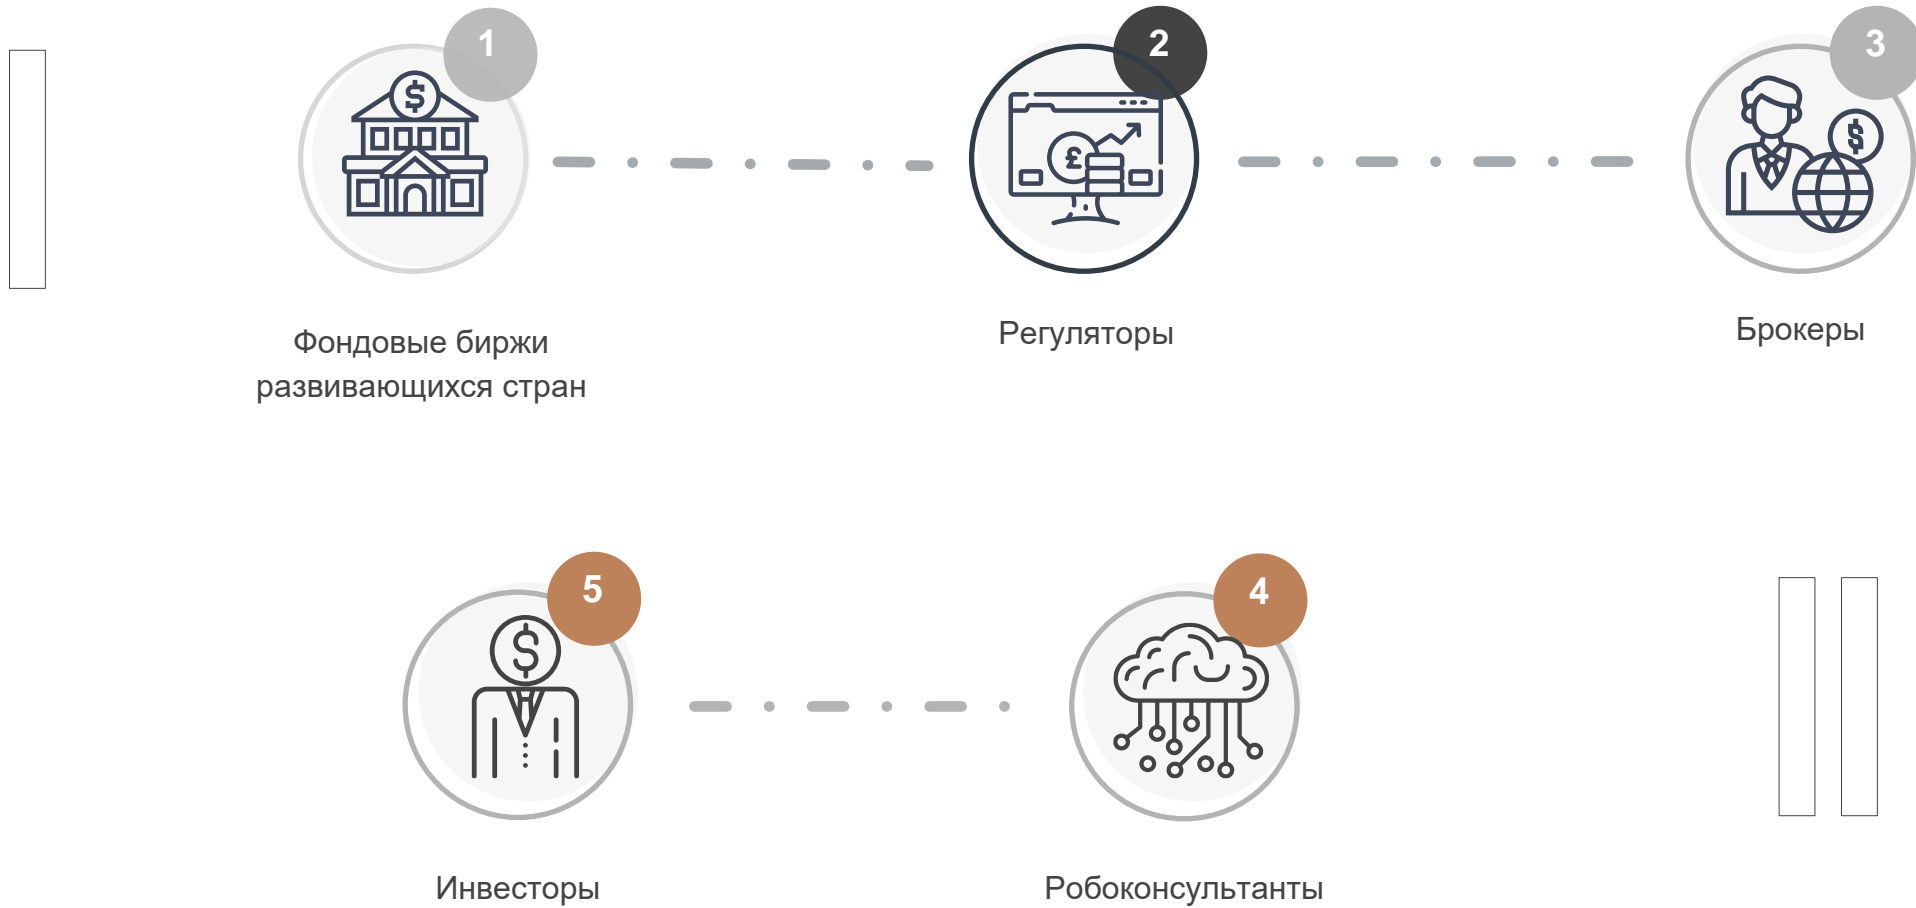 1
2
3
Фондовые биржи
развивающихся стран
Регуляторы
Брокеры
5
4
Инвесторы
Робоконсультанты